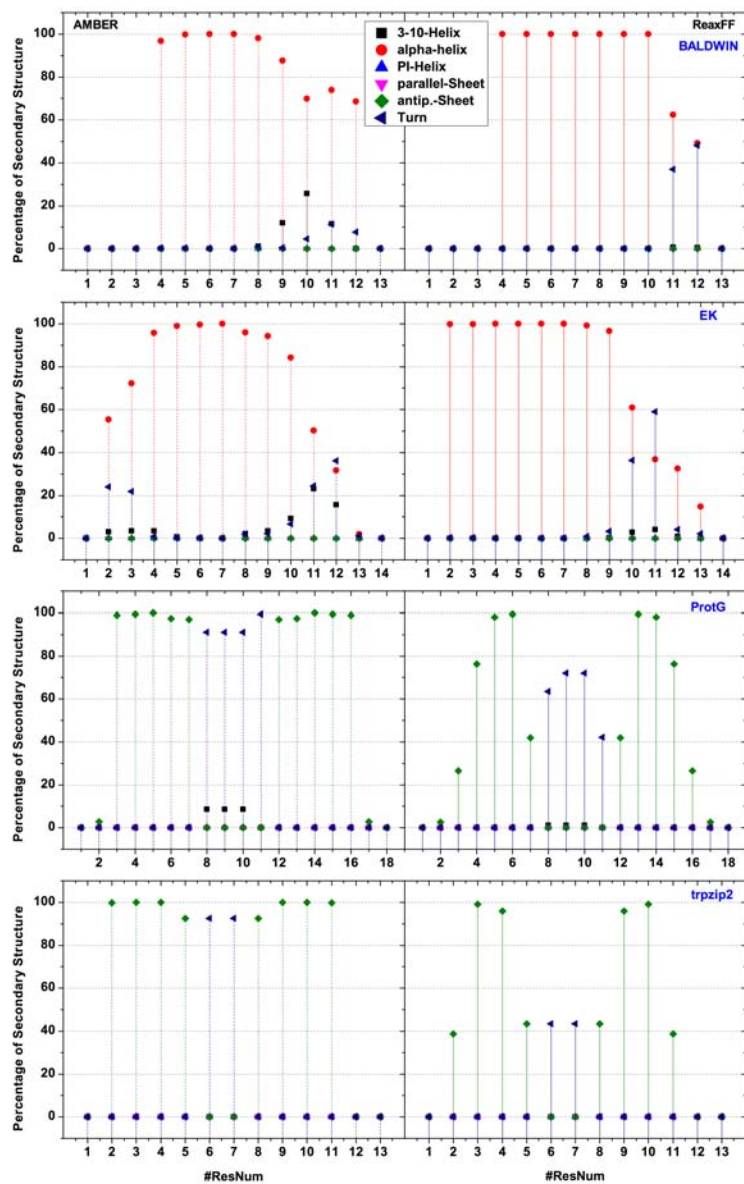 AMBER
ReaxFF
3-10-Helix
alpha-helix
PI-Helix
parallel-Sheet
antip.-Sheet
Turn
BALDWIN
Percentage of Secondary Structure
100
80
60
40
20
0
1 2 3 4 5 6 7 8 9 10 11 12 13
1 2 3 4 5 6 7 8 9 10 11 12 13
EK
Percentage of Secondary Structure
100
80
60
40
20
0
1 2 3 4 5 6 7 8 9 10 11 12 13 14
1 2 3 4 5 6 7 8 9 10 11 12 13 14
ProtG
Percentage of Secondary Structure
100
80
60
40
20
0
2 4 6 8 10 12 14 16 18
2 4 6 8 10 12 14 16 18
trpzip2
Percentage of Secondary Structure
100
80
60
40
20
0
1 2 3 4 5 6 7 8 9 10 11 12 13
1 2 3 4 5 6 7 8 9 10 11 12 13
#ResNum
#ResNum